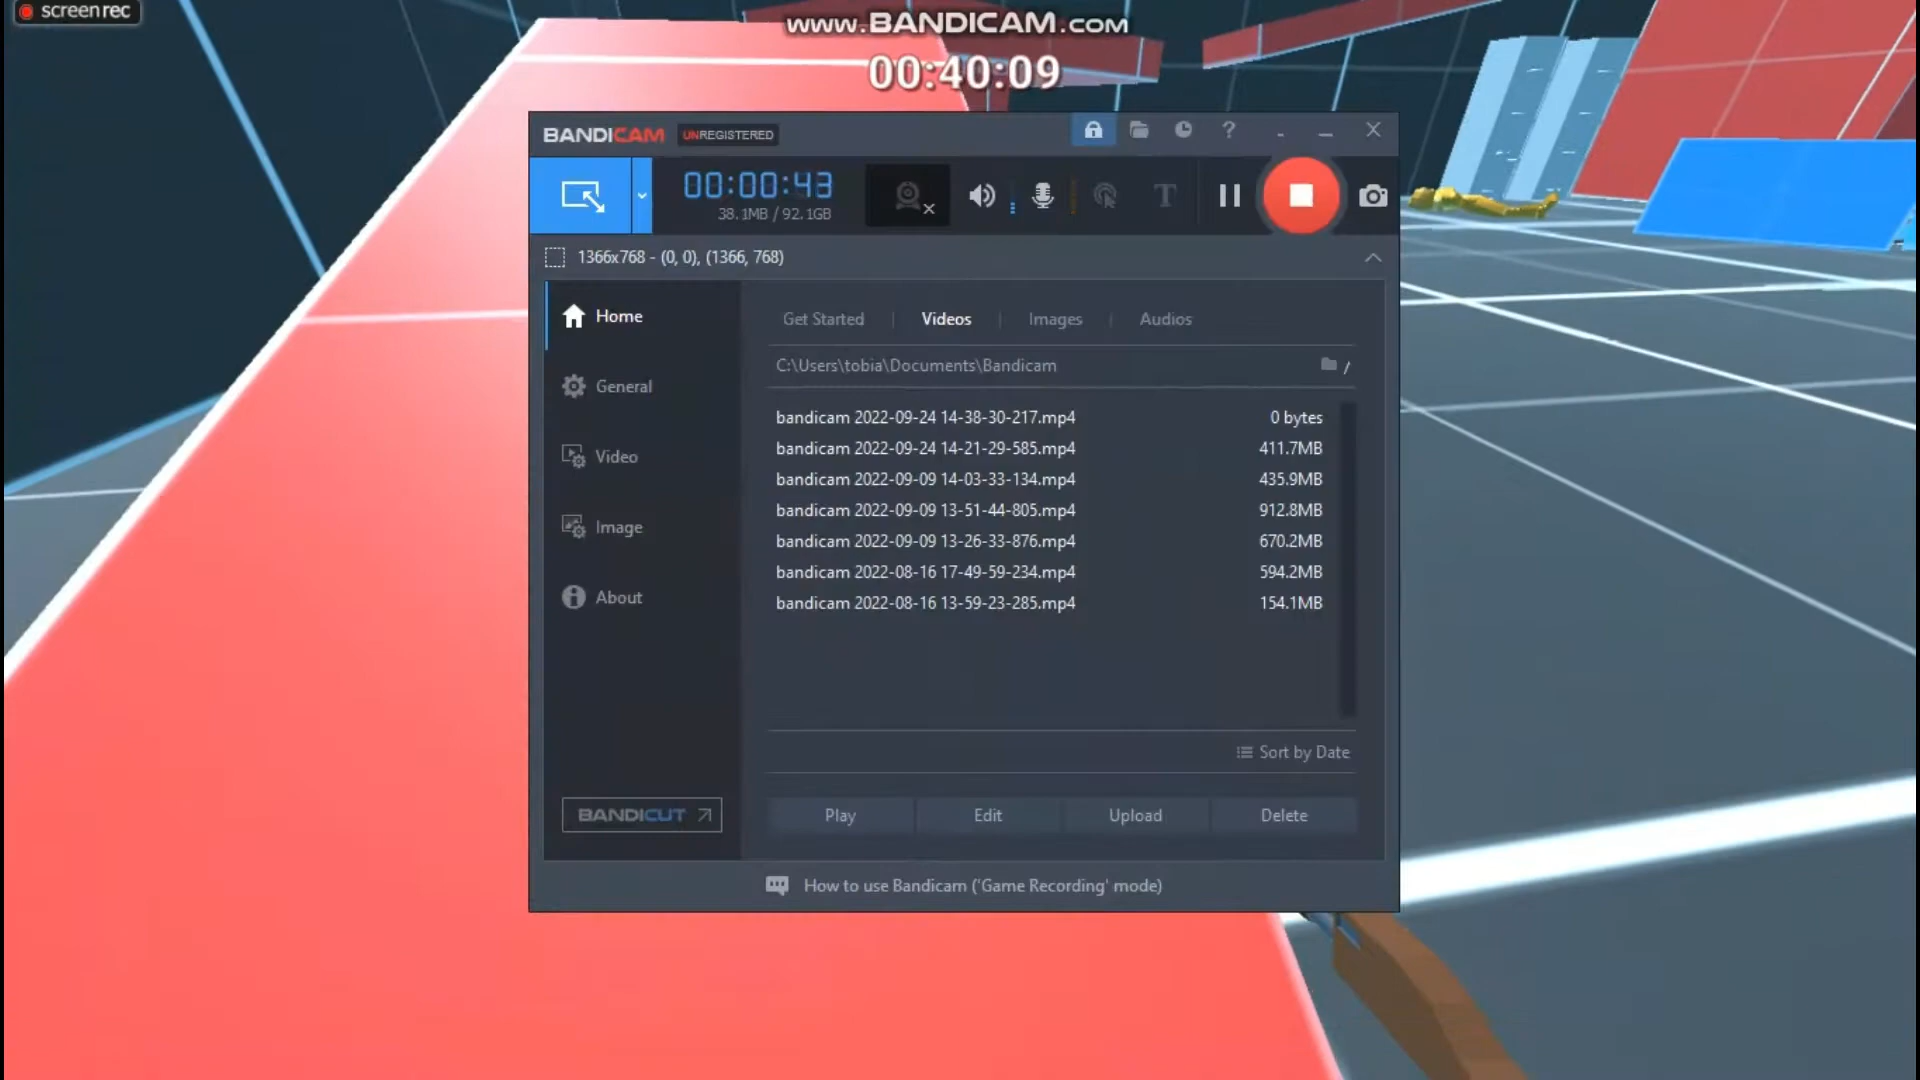 screenrec
www.BANDICAM.com
00:40:09
BANDICAM UNREGISTERED
?
00:00:43
38.1MB / 92.1GB
T
1366x768 - (0, 0), (1366, 768)
Home
General
Video
Image
About
BANDICUT
Get Started | Videos | Images | Audios
C:\Users\tobia\Documents\Bandicam
bandicam 2022-09-24 14-38-30-217.mp4 0 bytes
bandicam 2022-09-24 14-21-29-585.mp4 411.7MB
bandicam 2022-09-09 14-03-33-134.mp4 435.9MB
bandicam 2022-09-09 13-51-44-805.mp4 912.8MB
bandicam 2022-09-09 13-26-33-876.mp4 670.2MB
bandicam 2022-08-16 17-49-59-234.mp4 594.2MB
bandicam 2022-08-16 13-59-23-285.mp4 154.1MB
Sort by Date
Play Edit Upload Delete
How to use Bandicam ('Game Recording' mode)